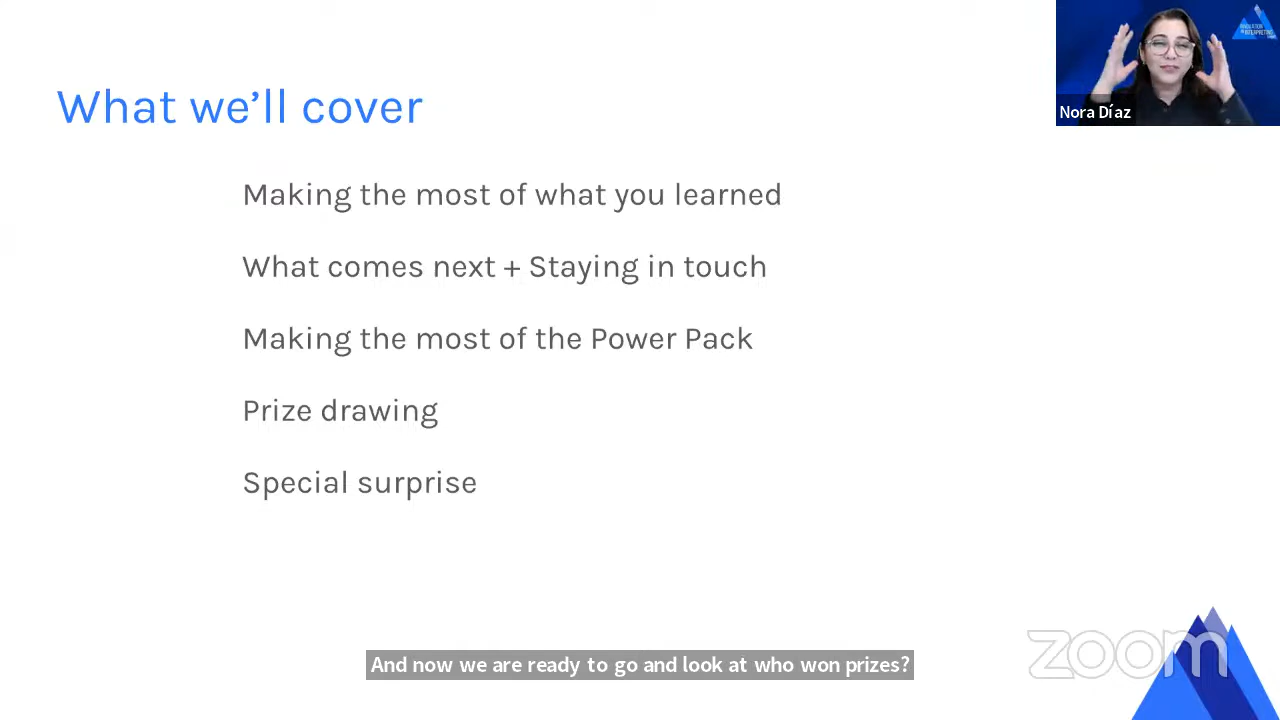 What we'll cover
Making the most of what you learned
What comes next + Staying in touch
Making the most of the Power Pack
Prize drawing
Special surprise
Nora Díaz
And now we are ready to go and look at who won prizes?
zoom